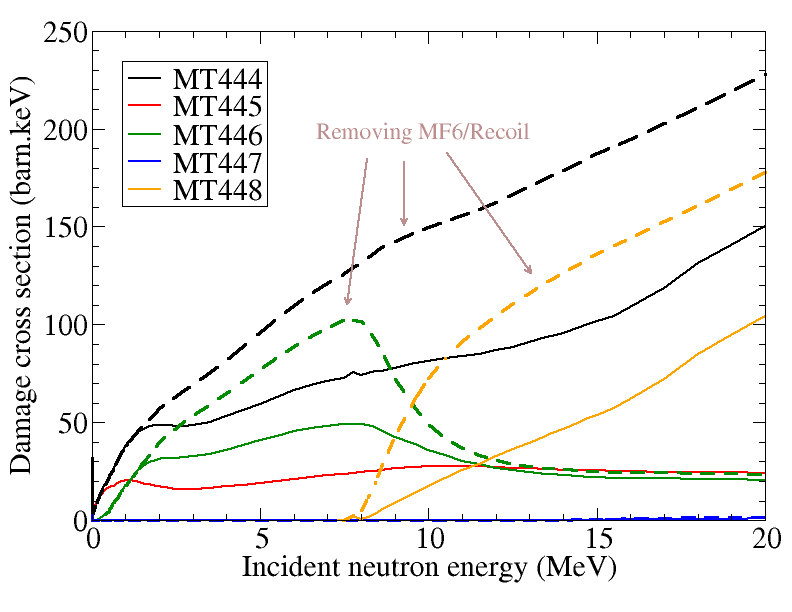 250
200
150
100
50
0
Damage cross section (barn.keV)
MT444
MT445
MT446
MT447
MT448
Removing MF6/Recoil
0 5 10 15 20
Incident neutron energy (MeV)